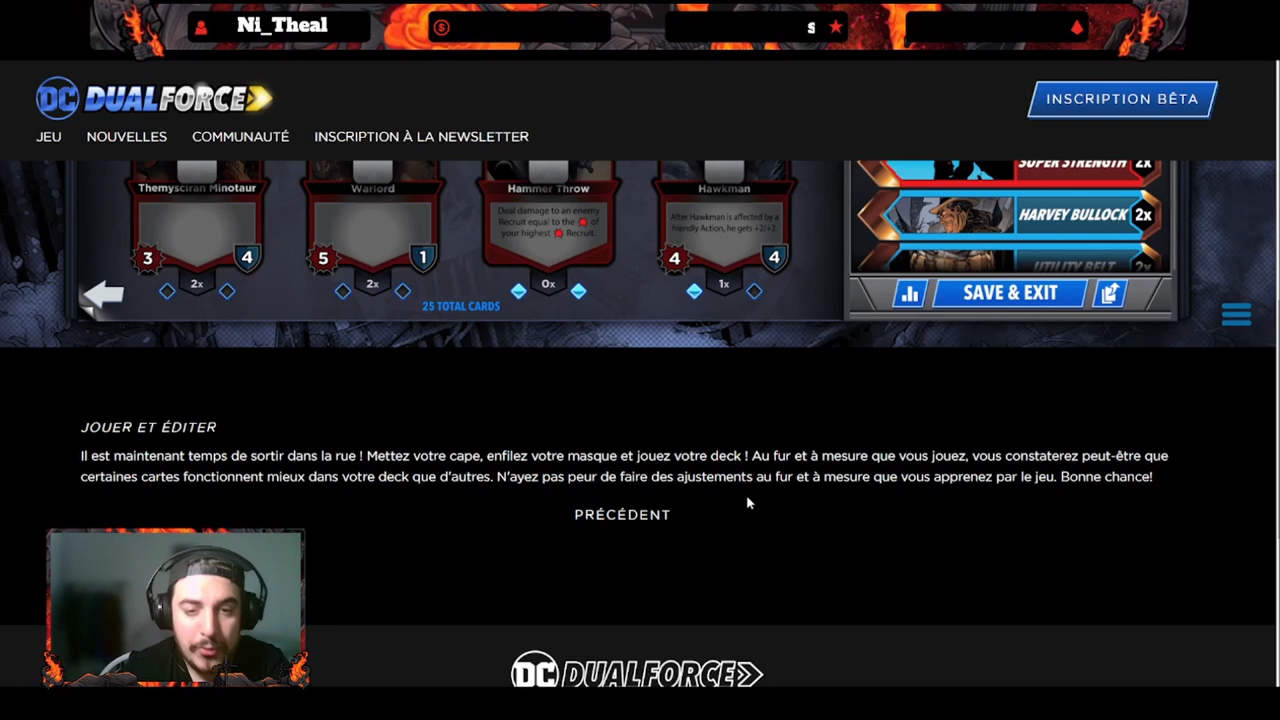 Ni_Theal
s
DC DUALFORCE
INSCRIPTION BÊTA
JEU NOUVELLES COMMUNAUTÉ INSCRIPTION À LA NEWSLETTER
Themysciran Minotaur
3 4
2x
Warlord
5 1
2x
Hammer Throw
Deal damage to an enemy
Recruit equal to the
of
your highest Recruit.
0x
Hawkman
After Hawkman is affected by a
friendly Action, he gets +2/+2.
4 4
1x
25 TOTAL CARDS
SUPER STRENGTH 2x
HARVEY BULLOCK 2x
UTILITY BELT 2x
SAVE & EXIT
JOUER ET ÉDITER
Il est maintenant temps de sortir dans la rue ! Mettez votre cape, enfilez votre masque et jouez votre deck ! Au fur et à mesure que vous jouez, vous constaterez peut-être que
certaines cartes fonctionnent mieux dans votre deck que d'autres. N'ayez pas peur de faire des ajustements au fur et à mesure que vous apprenez par le jeu. Bonne chance!
PRÉCÉDENT
DC DUALFORCE